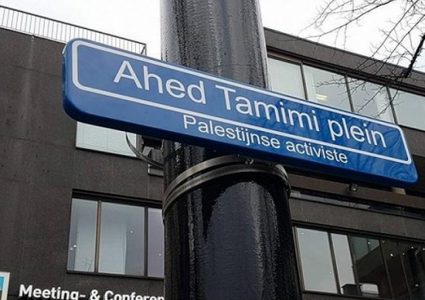 Ahed Tamimi plein
Palestijnse activiste
Meeting- & Conferen